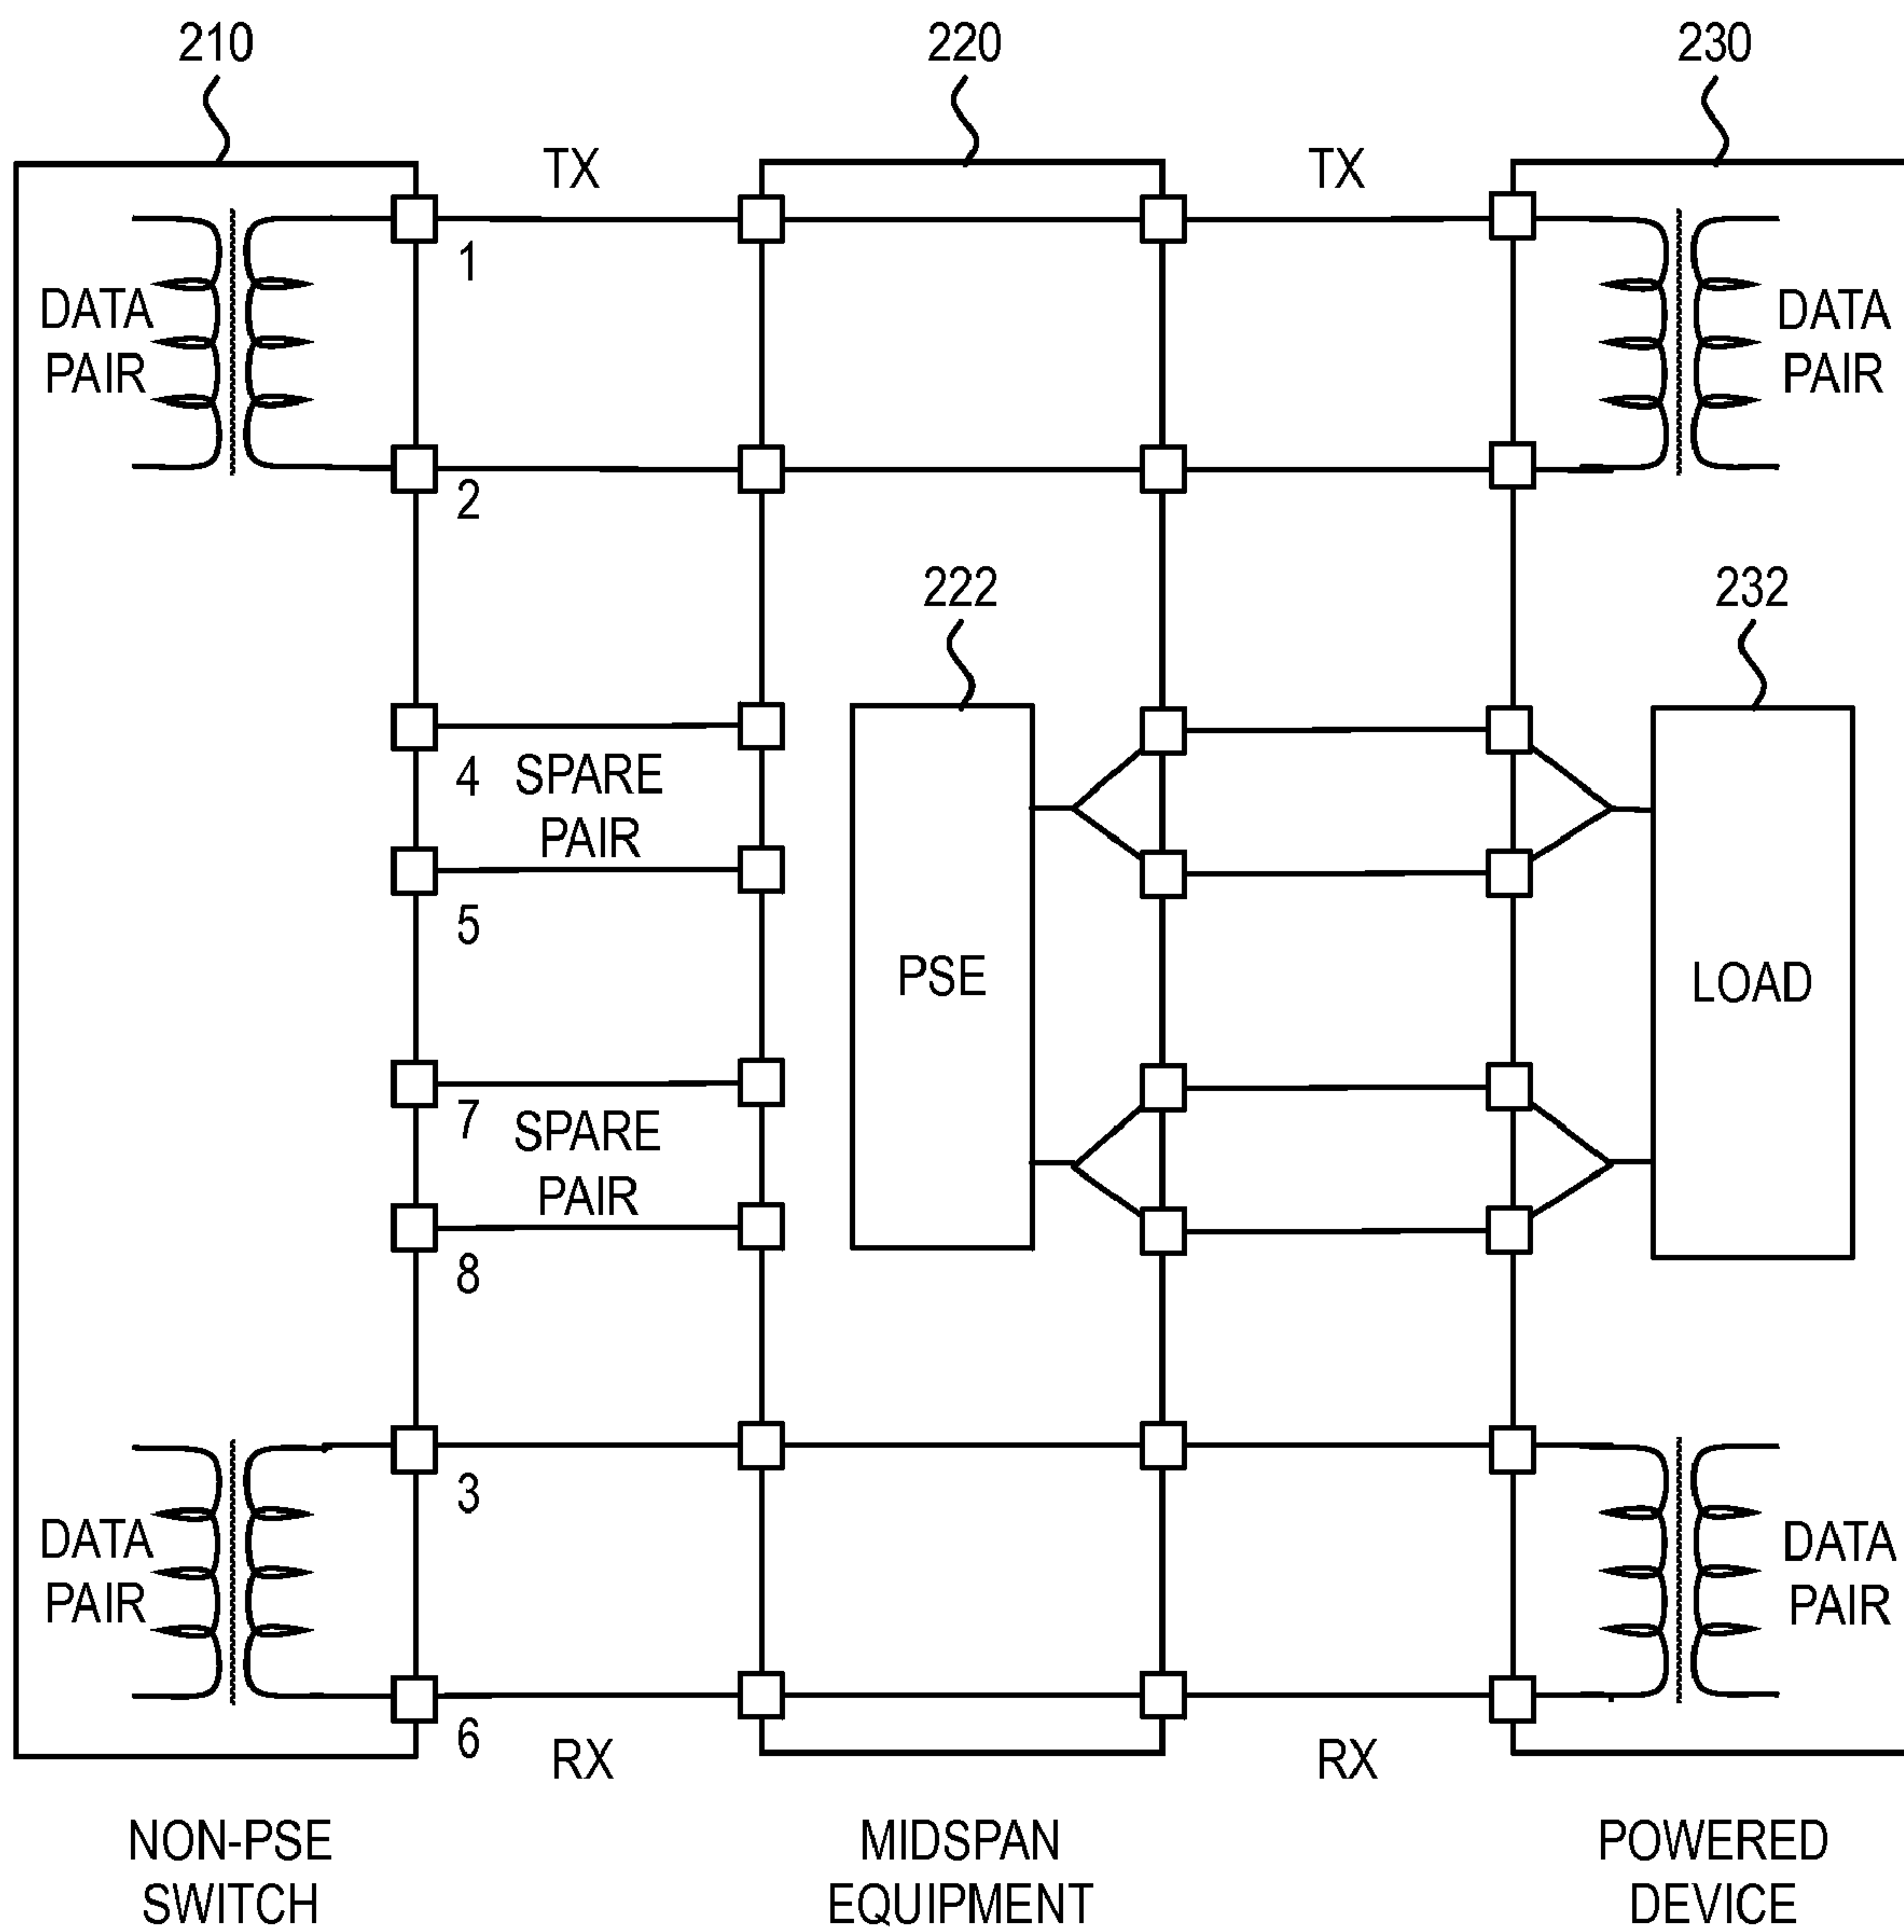 210
220
230
TX
TX
1
DATA
PAIR
DATA
PAIR
2
222
232
4
SPARE
PAIR
5
PSE
LOAD
7
SPARE
PAIR
8
3
DATA
PAIR
DATA
PAIR
6
RX
RX
NON-PSE
SWITCH
MIDSPAN
EQUIPMENT
POWERED
DEVICE